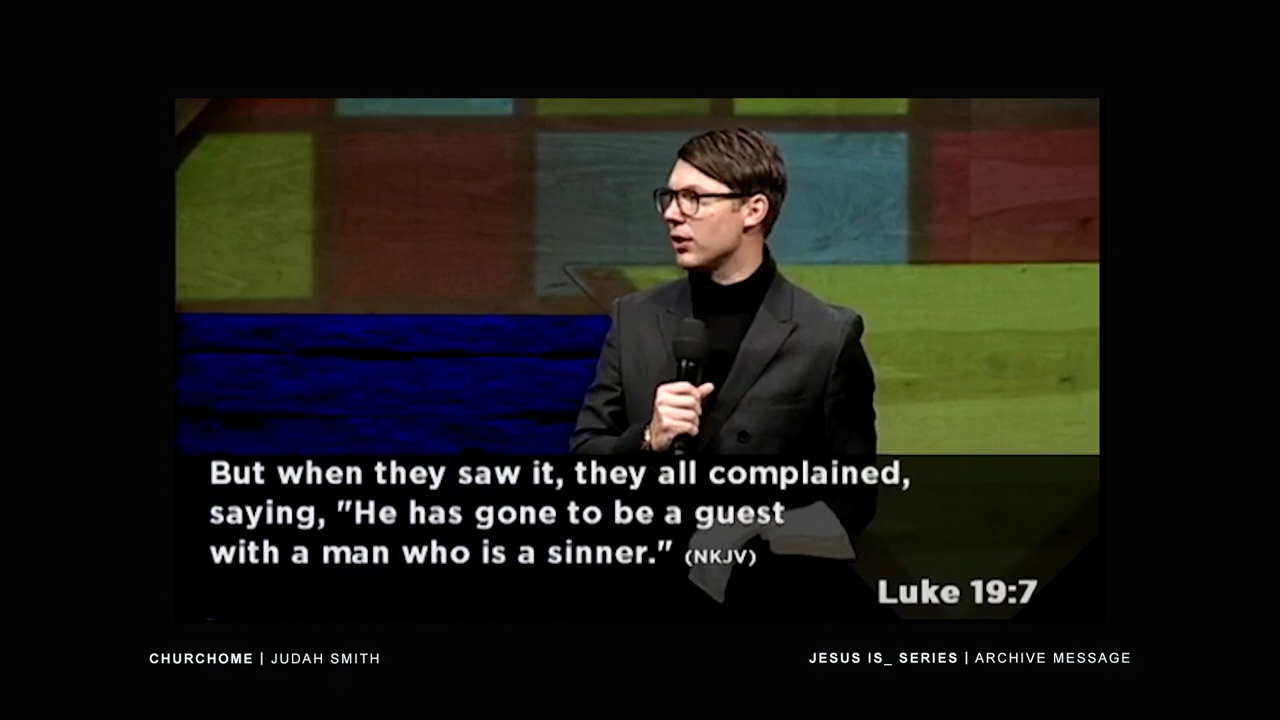 But when they saw it, they all complained,
saying, "He has gone to be a guest
with a man who is a sinner." (NKJV)
Luke 19:7
CHURCHOME | JUDAH SMITH
JESUS IS_ SERIES | ARCHIVE MESSAGE